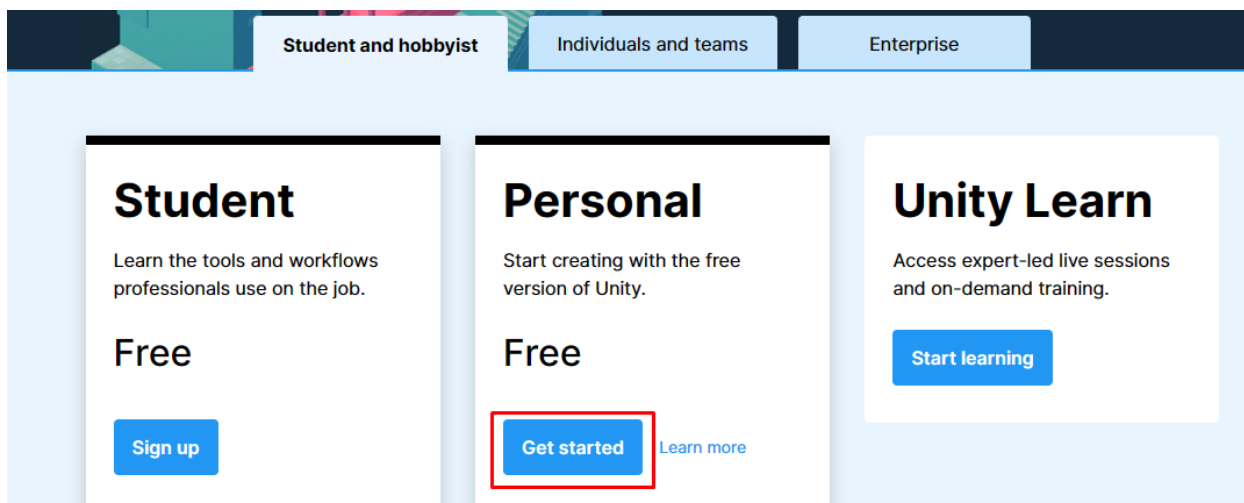 Student and hobbyist
Individuals and teams
Enterprise
Student
Learn the tools and workflows
professionals use on the job.
Free
Sign up
Personal
Start creating with the free
version of Unity.
Free
Get started
Learn more
Unity Learn
Access expert-led live sessions
and on-demand training.
Start learning